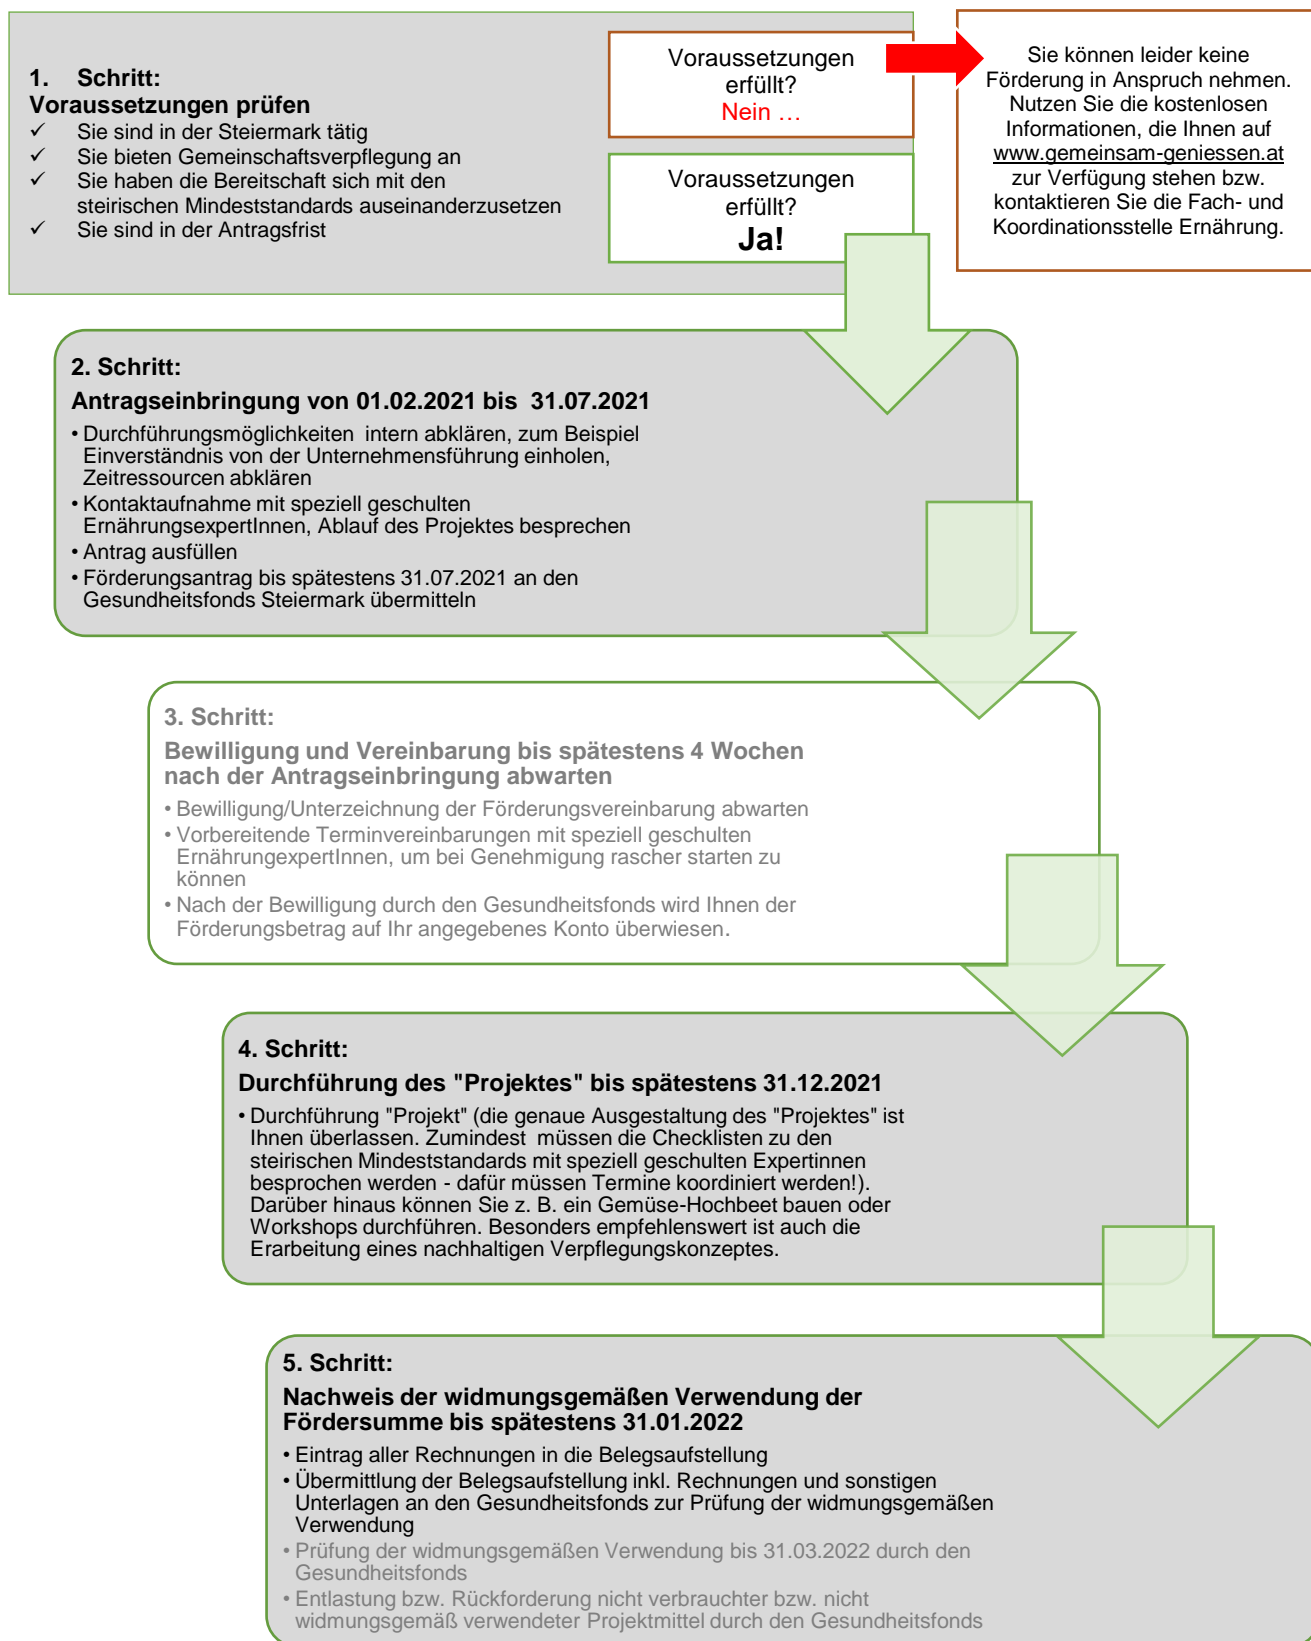 1. Schritt:
Voraussetzungen prüfen
✓ Sie sind in der Steiermark tätig
✓ Sie bieten Gemeinschaftsverpflegung an
✓ Sie haben die Bereitschaft sich mit den
steirischen Mindeststandards auseinanderzusetzen
✓ Sie sind in der Antragsfrist
Voraussetzungen
erfüllt?
Nein …
Sie können leider keine
Förderung in Anspruch nehmen.
Nutzen Sie die kostenlosen
Informationen, die Ihnen auf
www.gemeinsam-geniessen.at
zur Verfügung stehen bzw.
kontaktieren Sie die Fach- und
Koordinationsstelle Ernährung.
Voraussetzungen
erfüllt?
Ja!
2. Schritt:
Antragseinbringung von 01.02.2021 bis 31.07.2021
• Durchführungsmöglichkeiten intern abklären, zum Beispiel
Einverständnis von der Unternehmensführung einholen,
Zeitressourcen abklären
• Kontaktaufnahme mit speziell geschulten
ErnährungsexpertInnen, Ablauf des Projektes besprechen
• Antrag ausfüllen
• Förderungsantrag bis spätestens 31.07.2021 an den
Gesundheitsfonds Steiermark übermitteln
3. Schritt:
Bewilligung und Vereinbarung bis spätestens 4 Wochen
nach der Antragseinbringung abwarten
• Bewilligung/Unterzeichnung der Förderungsvereinbarung abwarten
• Vorbereitende Terminvereinbarungen mit speziell geschulten
ErnährungexpertInnen, um bei Genehmigung rascher starten zu
können
• Nach der Bewilligung durch den Gesundheitsfonds wird Ihnen der
Förderungsbetrag auf Ihr angegebenes Konto überwiesen.
4. Schritt:
Durchführung des "Projektes" bis spätestens 31.12.2021
• Durchführung "Projekt" (die genaue Ausgestaltung des "Projektes" ist
Ihnen überlassen. Zumindest müssen die Checklisten zu den
steirischen Mindeststandards mit speziell geschulten Expertinnen
besprochen werden - dafür müssen Termine koordiniert werden!).
Darüber hinaus können Sie z. B. ein Gemüse-Hochbeet bauen oder
Workshops durchführen. Besonders empfehlenswert ist auch die
Erarbeitung eines nachhaltigen Verpflegungskonzeptes.
5. Schritt:
Nachweis der widmungsgemäßen Verwendung der
Fördersumme bis spätestens 31.01.2022
• Eintrag aller Rechnungen in die Belegsaufstellung
• Übermittlung der Belegsaufstellung inkl. Rechnungen und sonstigen
Unterlagen an den Gesundheitsfonds zur Prüfung der widmungsgemäßen
Verwendung
• Prüfung der widmungsgemäßen Verwendung bis 31.03.2022 durch den
Gesundheitsfonds
• Entlastung bzw. Rückforderung nicht verbrauchter bzw. nicht
widmungsgemäß verwendeter Projektmittel durch den Gesundheitsfonds